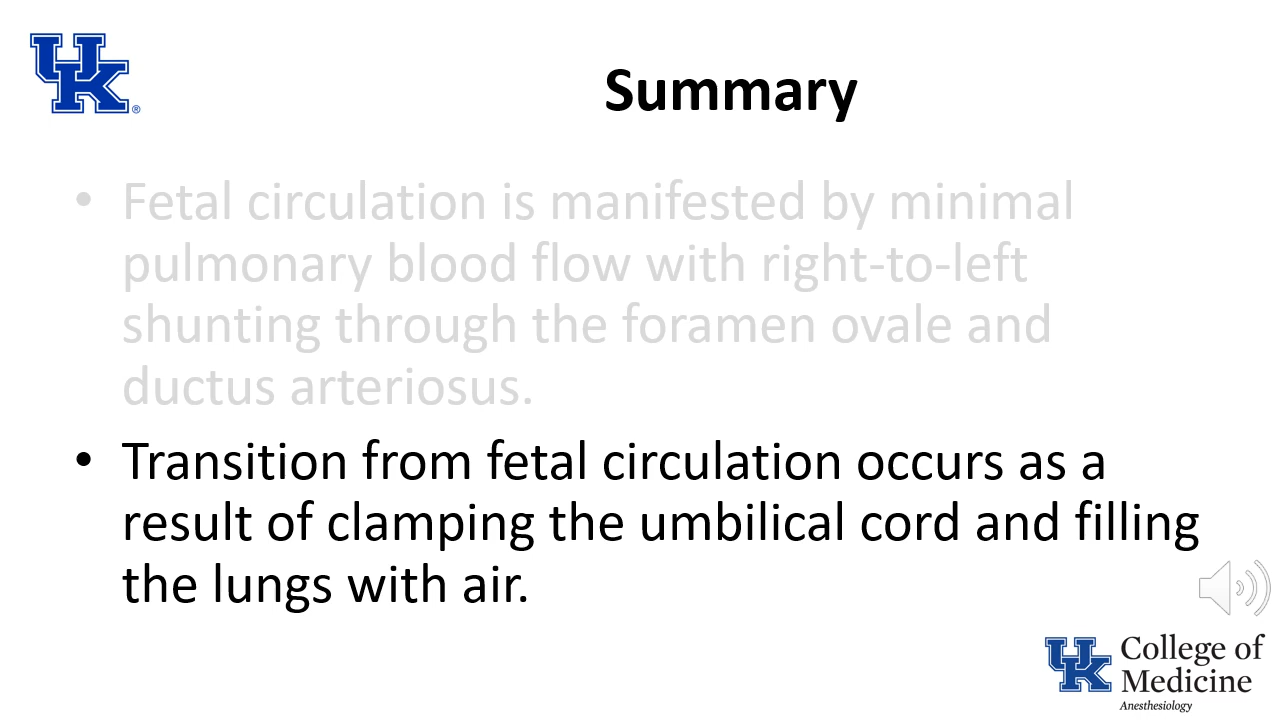 UK
®
Summary
• Fetal circulation is manifested by minimal
pulmonary blood flow with right-to-left
shunting through the foramen ovale and
ductus arteriosus.
• Transition from fetal circulation occurs as a
result of clamping the umbilical cord and filling
the lungs with air.
UK
College of
Medicine
Anesthesiology